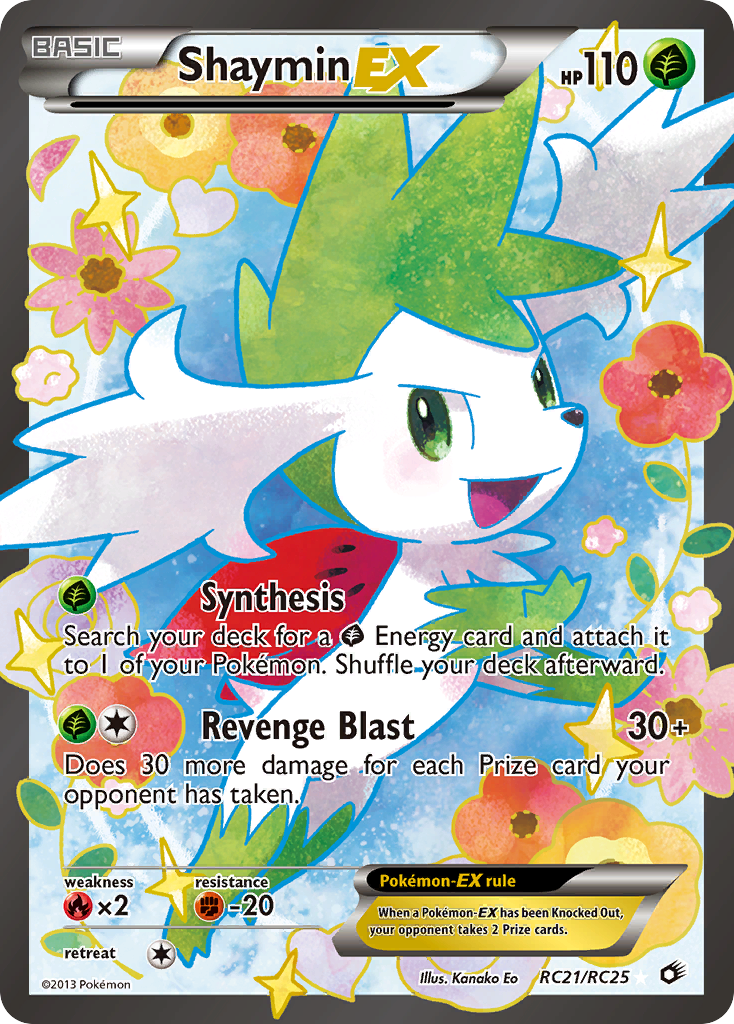 BASIC
Shaymin EX
HP 110
Synthesis
Search your deck for a Energy card and attach it
to 1 of your Pokémon. Shuffle your deck afterward.
Revenge Blast 30+
Does 30 more damage for each Prize card your
opponent has taken.
weakness resistance
×2 -20
Pokémon-EX rule
When a Pokémon-EX has been Knocked Out,
your opponent takes 2 Prize cards.
retreat
©2013 Pokémon
Illus. Kanako Eo RC21/RC25